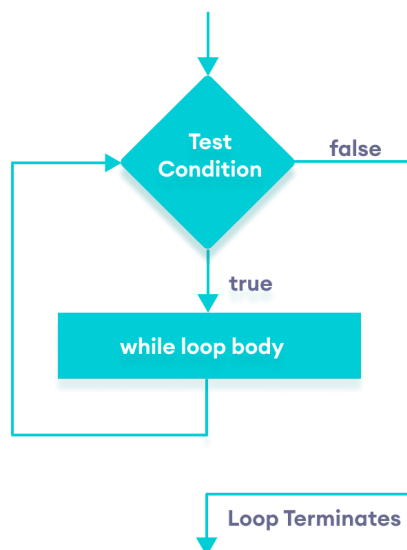 Test
Condition
false
true
while loop body
Loop Terminates